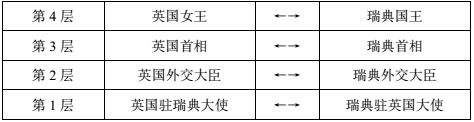 第 4 层 英国女王 ←→ 瑞典国王
第 3 层 英国首相 ←→ 瑞典首相
第 2 层 英国外交大臣 ←→ 瑞典外交大臣
第 1 层 英国驻瑞典大使 ←→ 瑞典驻英国大使